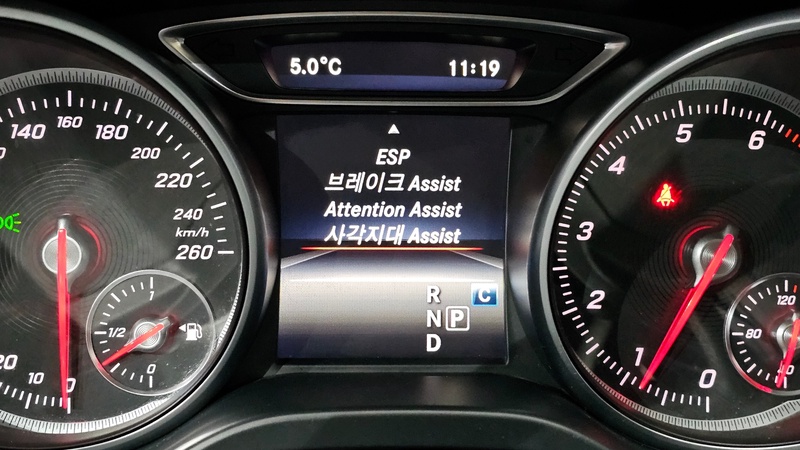 5.0°C 11:19
140
160
180
200
220
240
km/h
260
1
1/2
0
20
10
0
▲
ESP
브레이크 Assist
Attention Assist
사각지대 Assist
R C
N P
D
6
5
4
3
2
1
0
120
80
40